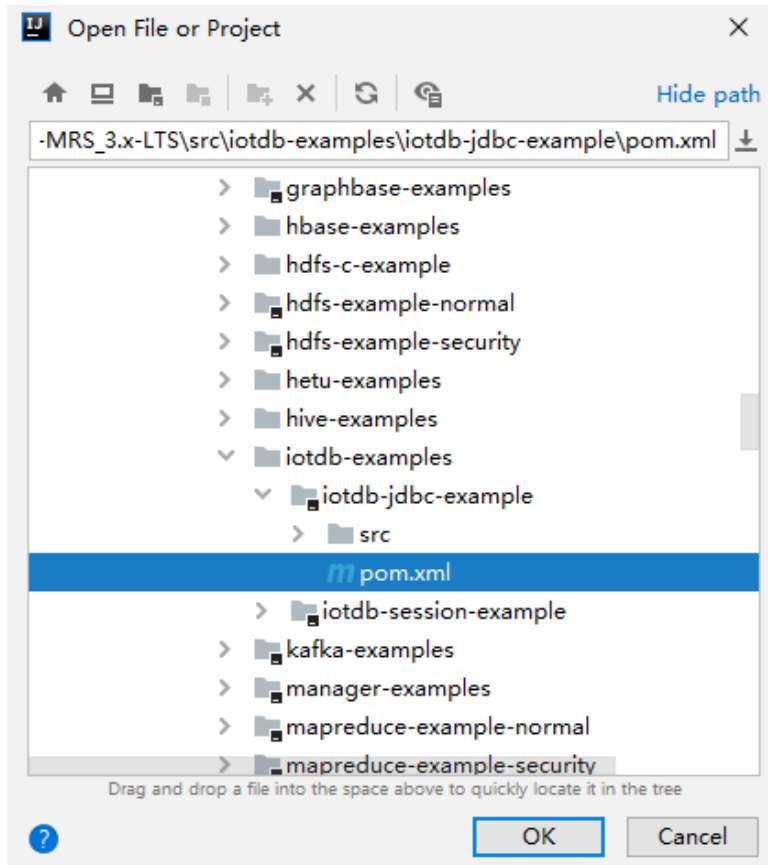 IJ Open File or Project
Hide path
-MRS_3.x-LTS\src\iotdb-examples\iotdb-jdbc-example\pom.xml
graphbase-examples
hbase-examples
hdfs-c-example
hdfs-example-normal
hdfs-example-security
hetu-examples
hive-examples
iotdb-examples
iotdb-jdbc-example
src
m pom.xml
iotdb-session-example
kafka-examples
manager-examples
mapreduce-example-normal
mapreduce-example-security
Drag and drop a file into the space above to quickly locate it in the tree
? OK Cancel